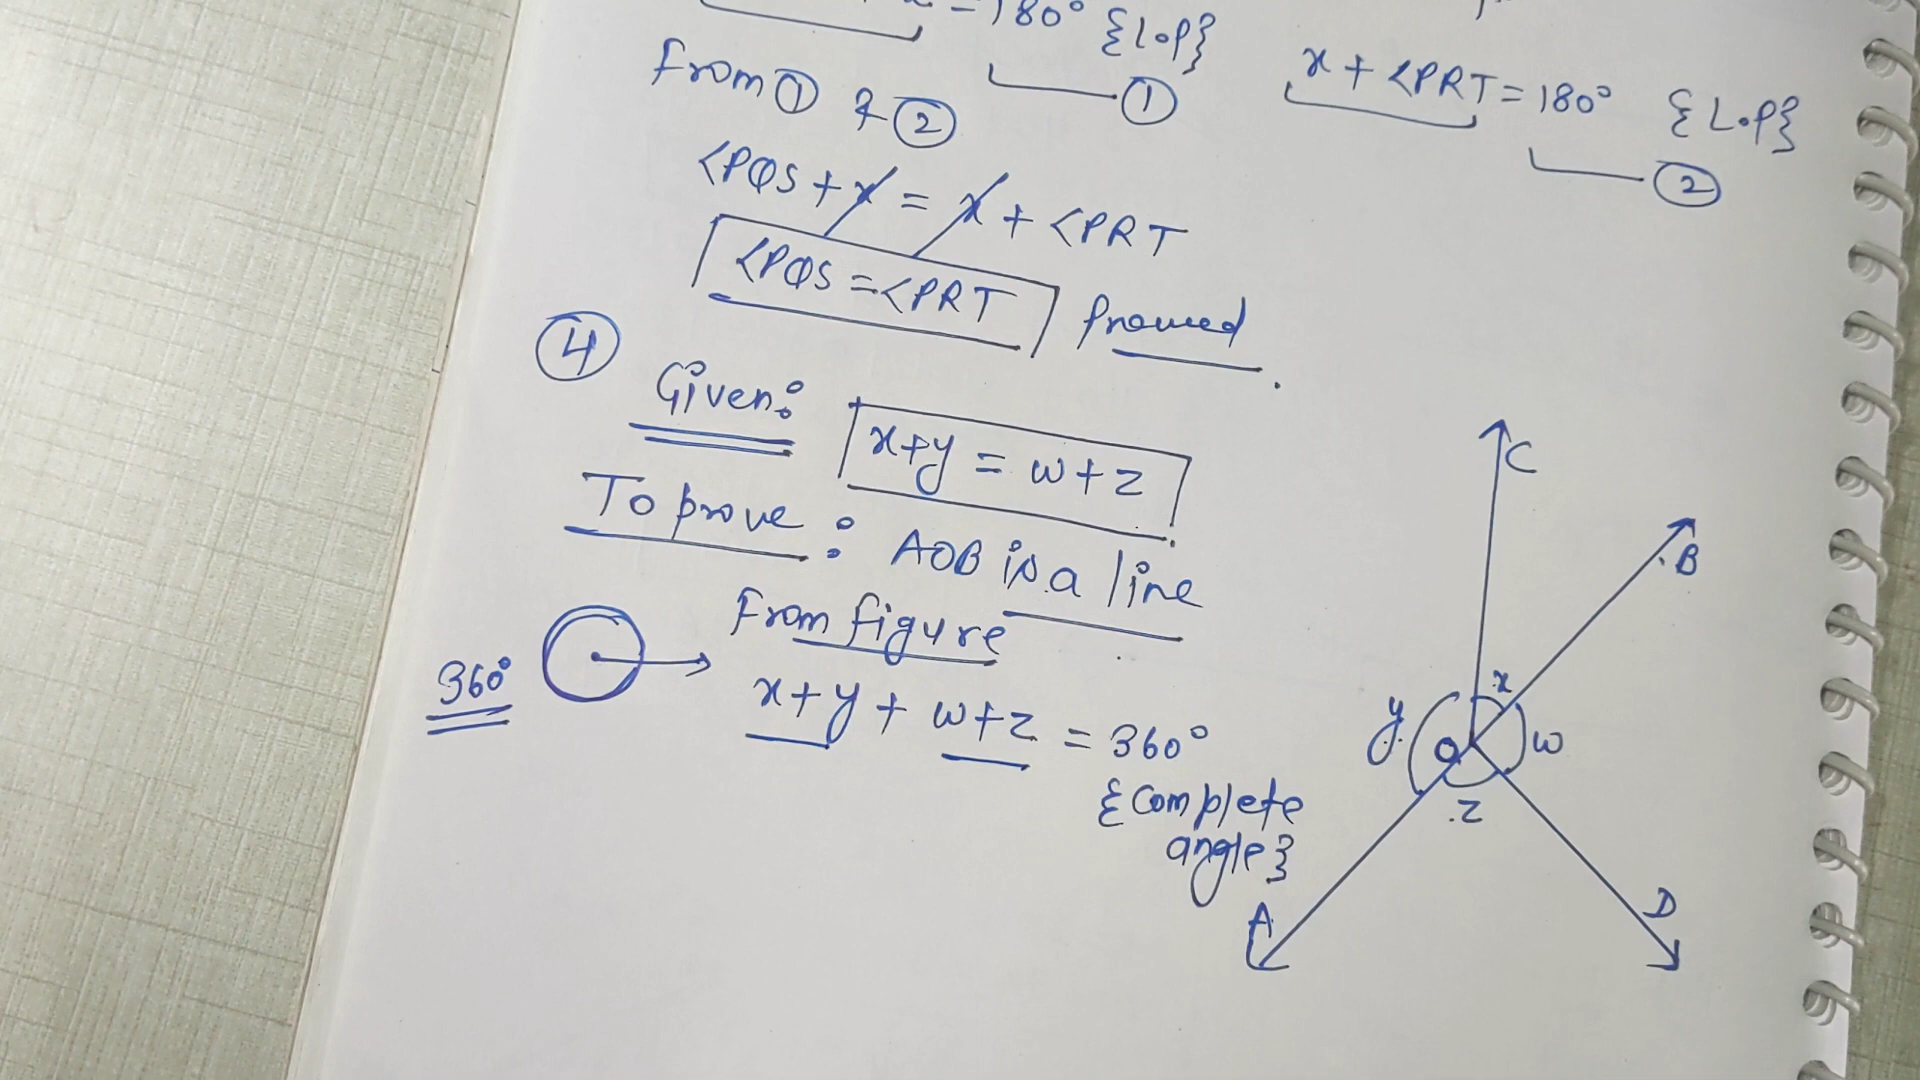 = 180° {L.P}
x + <PRT = 180° {L.P}
①
②
from ① & ②
<PQS + x = x + <PRT
<PQS = <PRT Prouved
④
Given:
x+y = w+z
To prove: AOB is a line
From figure
360°
x+y + w+z = 360°
{Complete
angle}
C
B
x
y
O
w
z
A
D